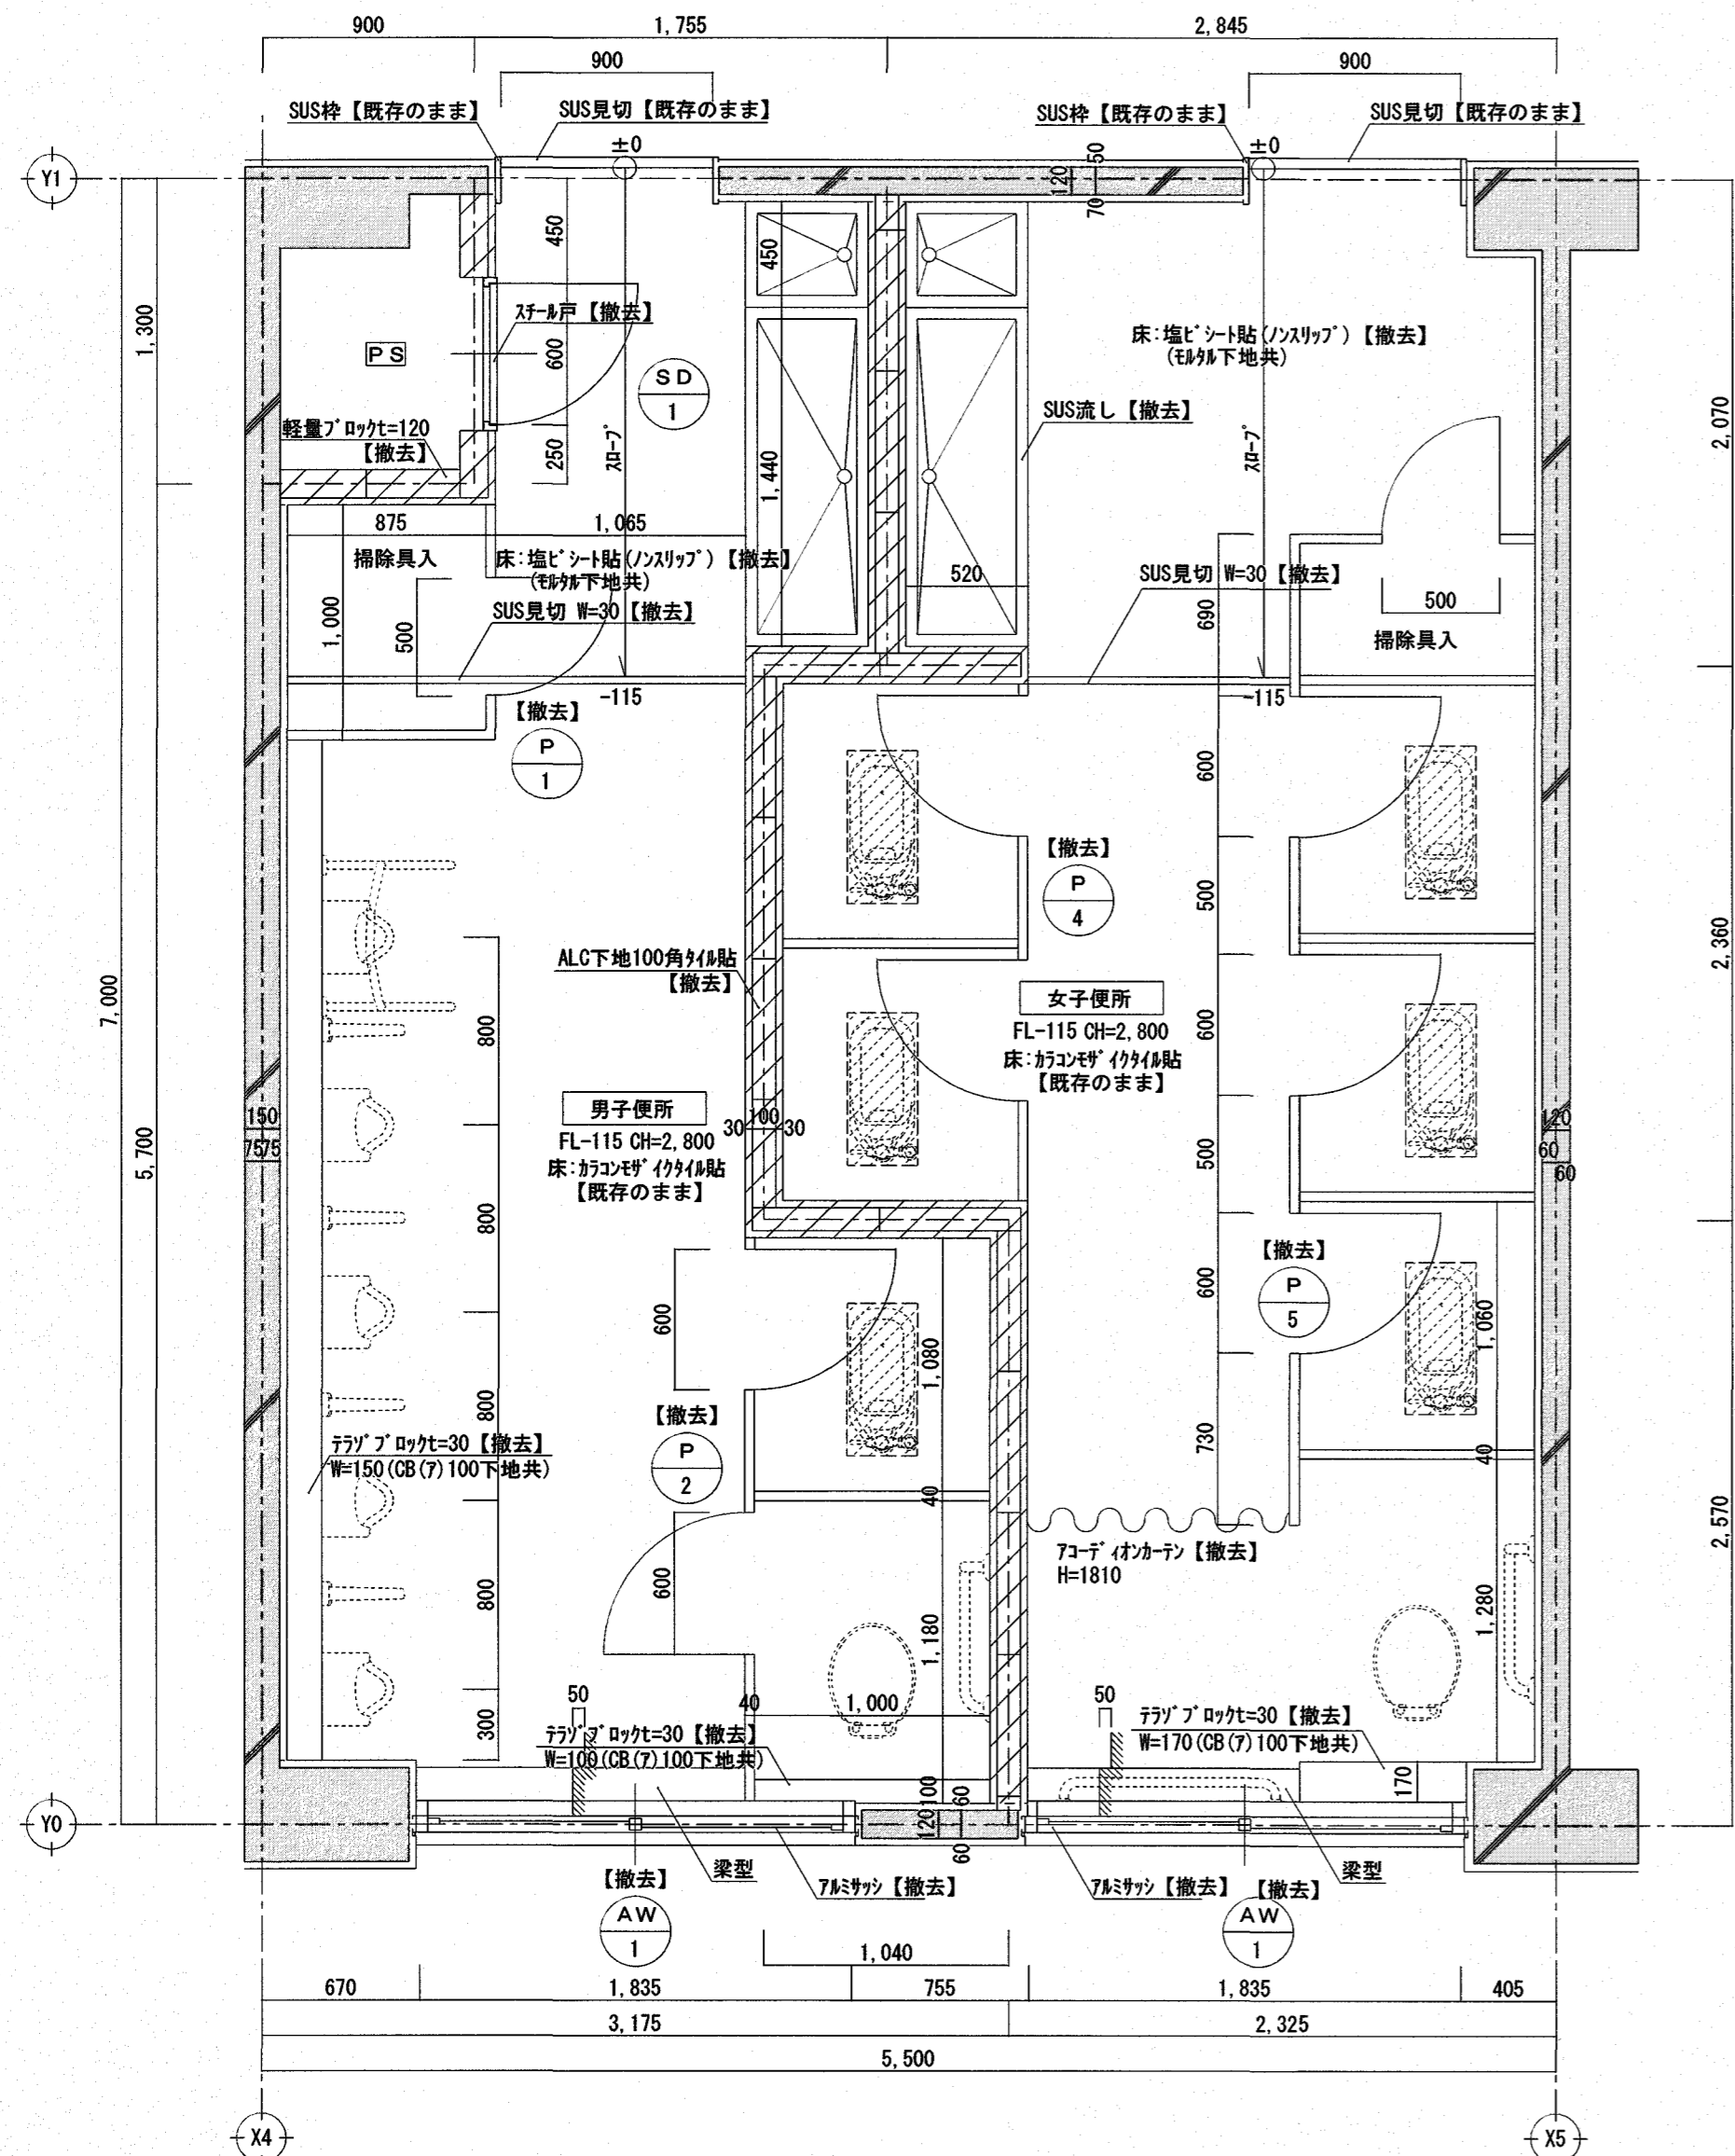 900
1,755
2,845
900
900
SUS枠【既存のまま】
SUS見切【既存のまま】
SUS枠【既存のまま】
SUS見切【既存のまま】
±0
±0
Y1
120
50
70
450
450
1,300
スチール戸【撤去】
PS
600
SD
1
床:塩ビシート貼(ノンスリップ)【撤去】
(モルタル下地共)
SUS流し【撤去】
2,070
軽量ブロックt=120
【撤去】
250
スロープ
1,440
スロープ
875
1,065
掃除具入
床:塩ビシート貼(ノンスリップ)【撤去】
(モルタル下地共)
520
SUS見切 W=30【撤去】
500
SUS見切 W=30【撤去】
1,000
500
690
掃除具入
-115
-115
【撤去】
P
1
600
【撤去】
P
4
500
ALC下地100角タイル貼
【撤去】
女子便所
FL-115 CH=2,800
床:カラコンモザイクタイル貼
【既存のまま】
600
2,360
7,000
800
男子便所
FL-115 CH=2,800
床:カラコンモザイクタイル貼
【既存のまま】
30
100
30
150
75
75
120
60
60
5,700
500
800
【撤去】
P
5
600
600
1,060
1,080
800
【撤去】
P
2
730
40
テラゾブロックt=30【撤去】
W=150(CB(ア)100下地共)
40
アコーディオンカーテン【撤去】
H=1810
2,570
800
600
1,180
1,280
300
50
40
1,000
50
テラゾブロックt=30【撤去】
W=100(CB(ア)100下地共)
テラゾブロックt=30【撤去】
W=170(CB(ア)100下地共)
170
100
60
120
60
Y0
【撤去】
梁型
アルミサッシ【撤去】
アルミサッシ【撤去】
【撤去】
梁型
AW
1
AW
1
1,040
670
1,835
755
1,835
405
3,175
2,325
5,500
X4
X5